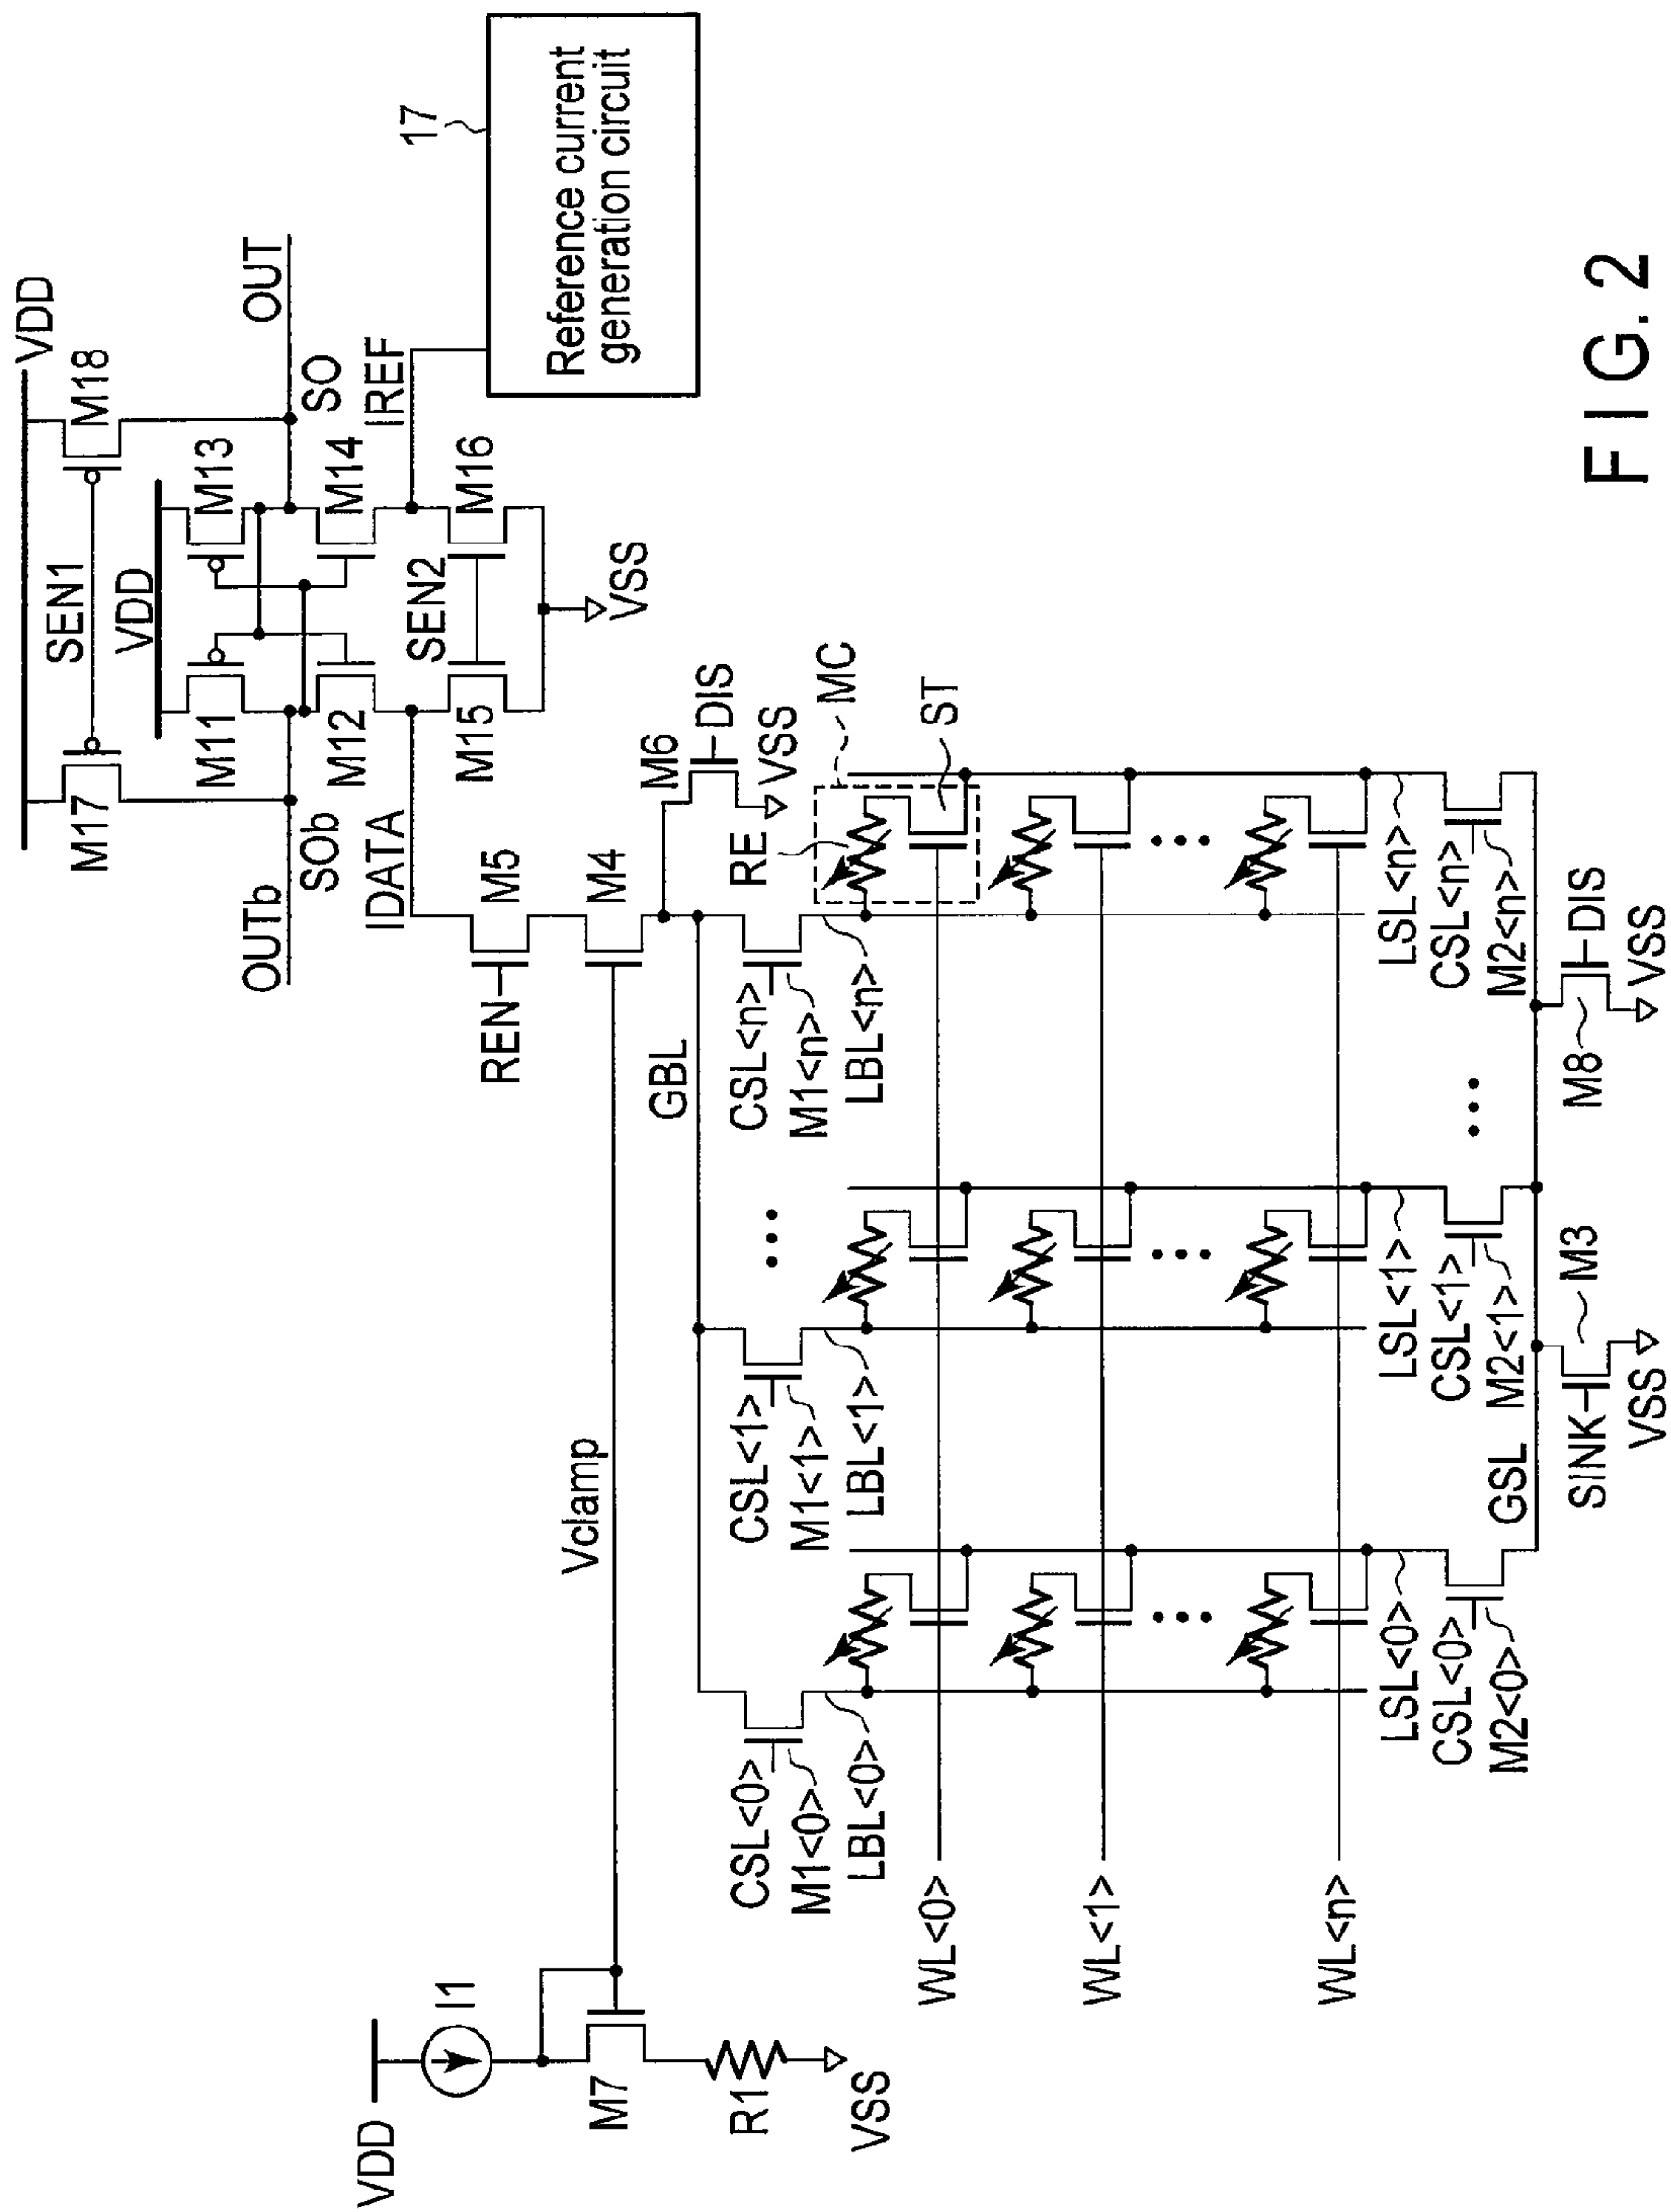 VDD
SEN1
M17
M18
VDD
M11
M13
OUTb
SOb
SO
OUT
M12
M14
IDATA
IREF
17
M15
SEN2
M16
VSS
Reference current
generation circuit
VDD
I1
M7
R1
VSS
Vclamp
REN
M5
M4
M6
DIS
VSS
GBL
CSL<0>
M1<0>
LBL<0>
CSL<1>
M1<1>
LBL<1>
CSL<n>
M1<n>
LBL<n>
RE
MC
ST
WL<0>
WL<1>
WL<n>
LSL<0>
CSL<0>
M2<0>
LSL<1>
CSL<1>
M2<1>
LSL<n>
CSL<n>
M2<n>
GSL
SINK
M3
VSS
M8
DIS
VSS
FIG. 2